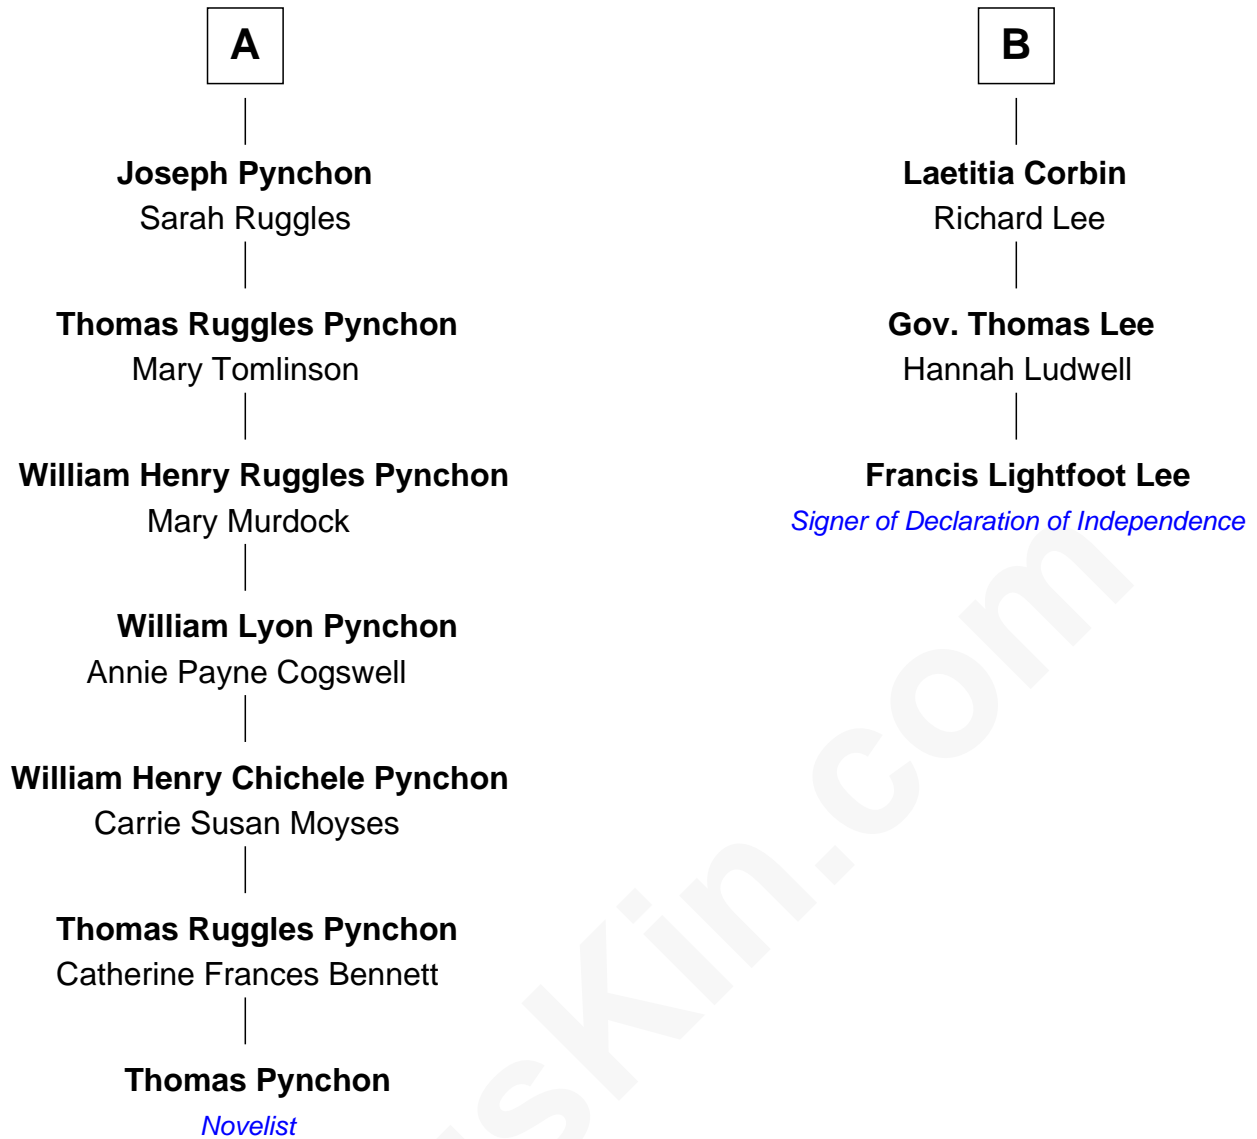 A
Joseph Pynchon
Sarah Ruggles
Thomas Ruggles Pynchon
Mary Tomlinson
William Henry Ruggles Pynchon
Mary Murdock
William Lyon Pynchon
Annie Payne Cogswell
William Henry Chichele Pynchon
Carrie Susan Moyses
Thomas Ruggles Pynchon
Catherine Frances Bennett
Thomas Pynchon
Novelist
B
Laetitia Corbin
Richard Lee
Gov. Thomas Lee
Hannah Ludwell
Francis Lightfoot Lee
Signer of Declaration of Independence